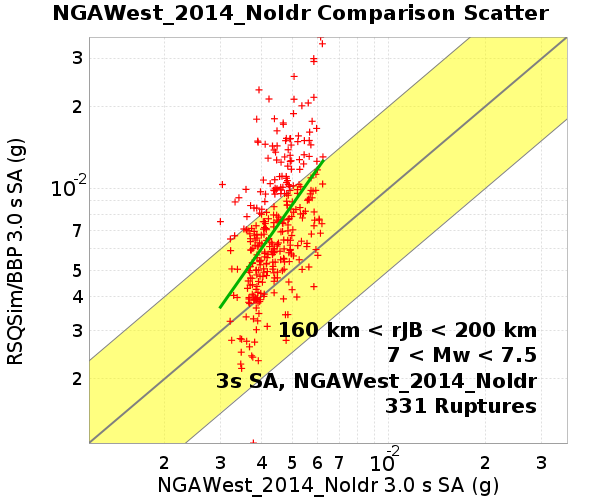 NGAWest_2014_NoIdr Comparison Scatter
RSQSim/BBP 3.0 s SA (g)
3
2
10⁻²
7
5
4
3
2
160 km < rJB < 200 km
7 < Mw < 7.5
3s SA, NGAWest_2014_NoIdr
331 Ruptures
2 3 4 5 6 7 10⁻² 2 3
NGAWest_2014_NoIdr 3.0 s SA (g)